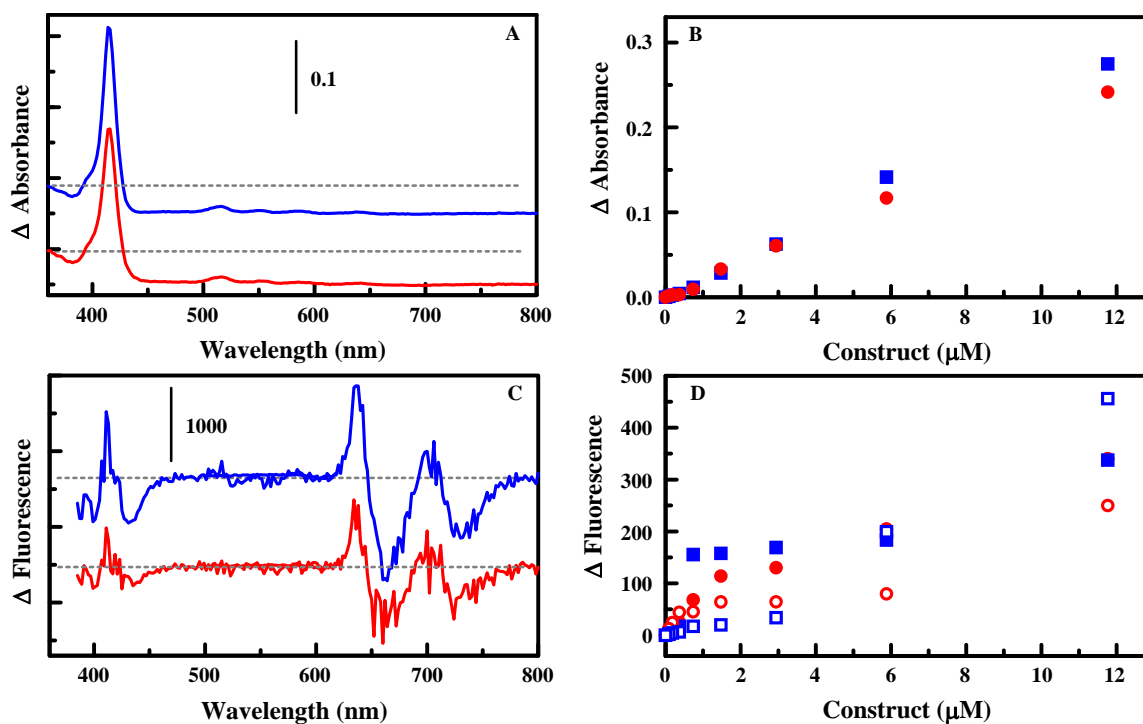 A
0.1
Δ Absorbance
400 500 600 700 800
Wavelength (nm)
B
0.3
0.2
0.1
0.0
Δ Absorbance
0 2 4 6 8 10 12
Construct (μM)
C
1000
Δ Fluorescence
400 500 600 700 800
Wavelength (nm)
D
500
400
300
200
100
0
Δ Fluorescence
0 2 4 6 8 10 12
Construct (μM)